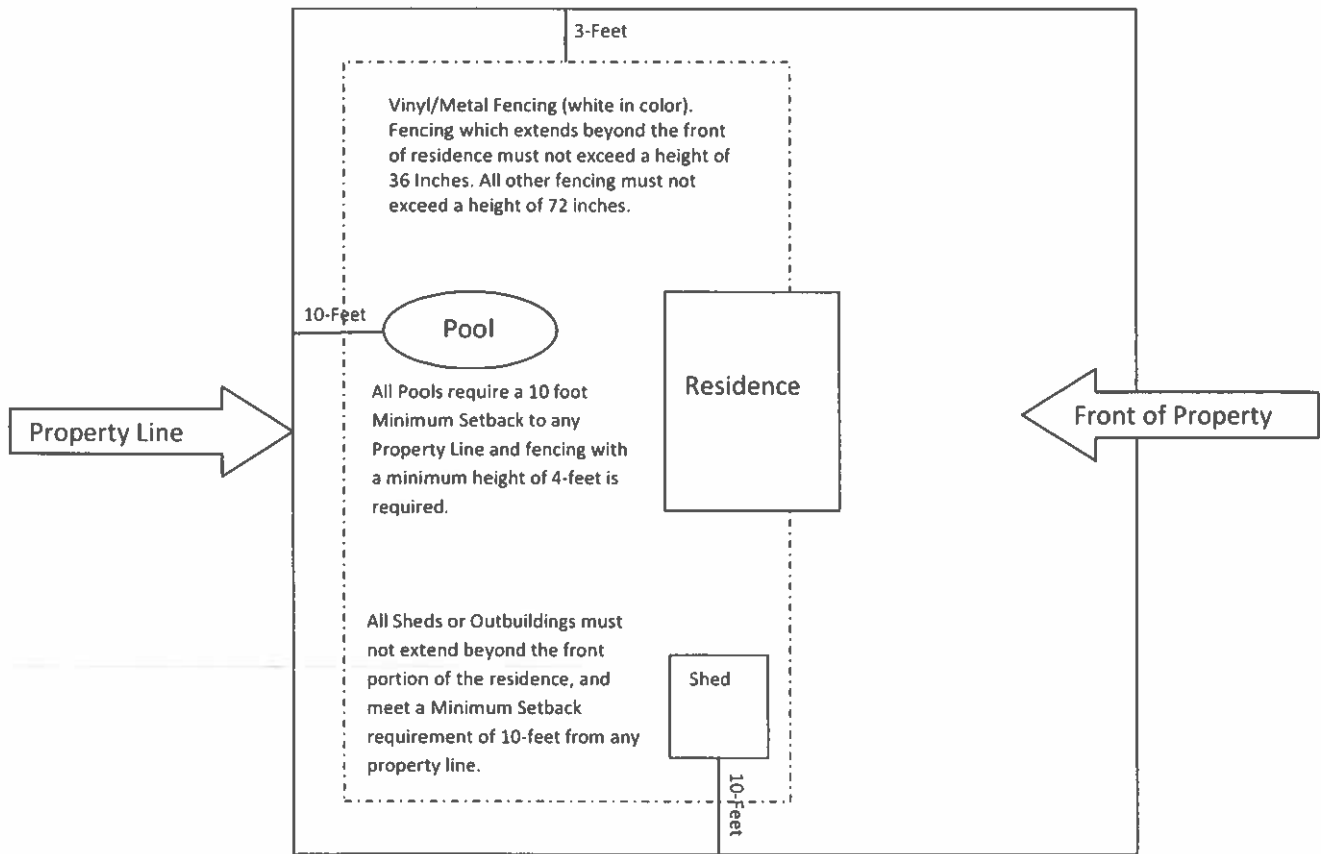 3-Feet
Vinyl/Metal Fencing (white in color).
Fencing which extends beyond the front
of residence must not exceed a height of
36 Inches. All other fencing must not
exceed a height of 72 inches.
10-Feet
Pool
Residence
Property Line
Front of Property
All Pools require a 10 foot
Minimum Setback to any
Property Line and fencing with
a minimum height of 4-feet is
required.
All Sheds or Outbuildings must
not extend beyond the front
portion of the residence, and
meet a Minimum Setback
requirement of 10-feet from any
property line.
Shed
10-Feet